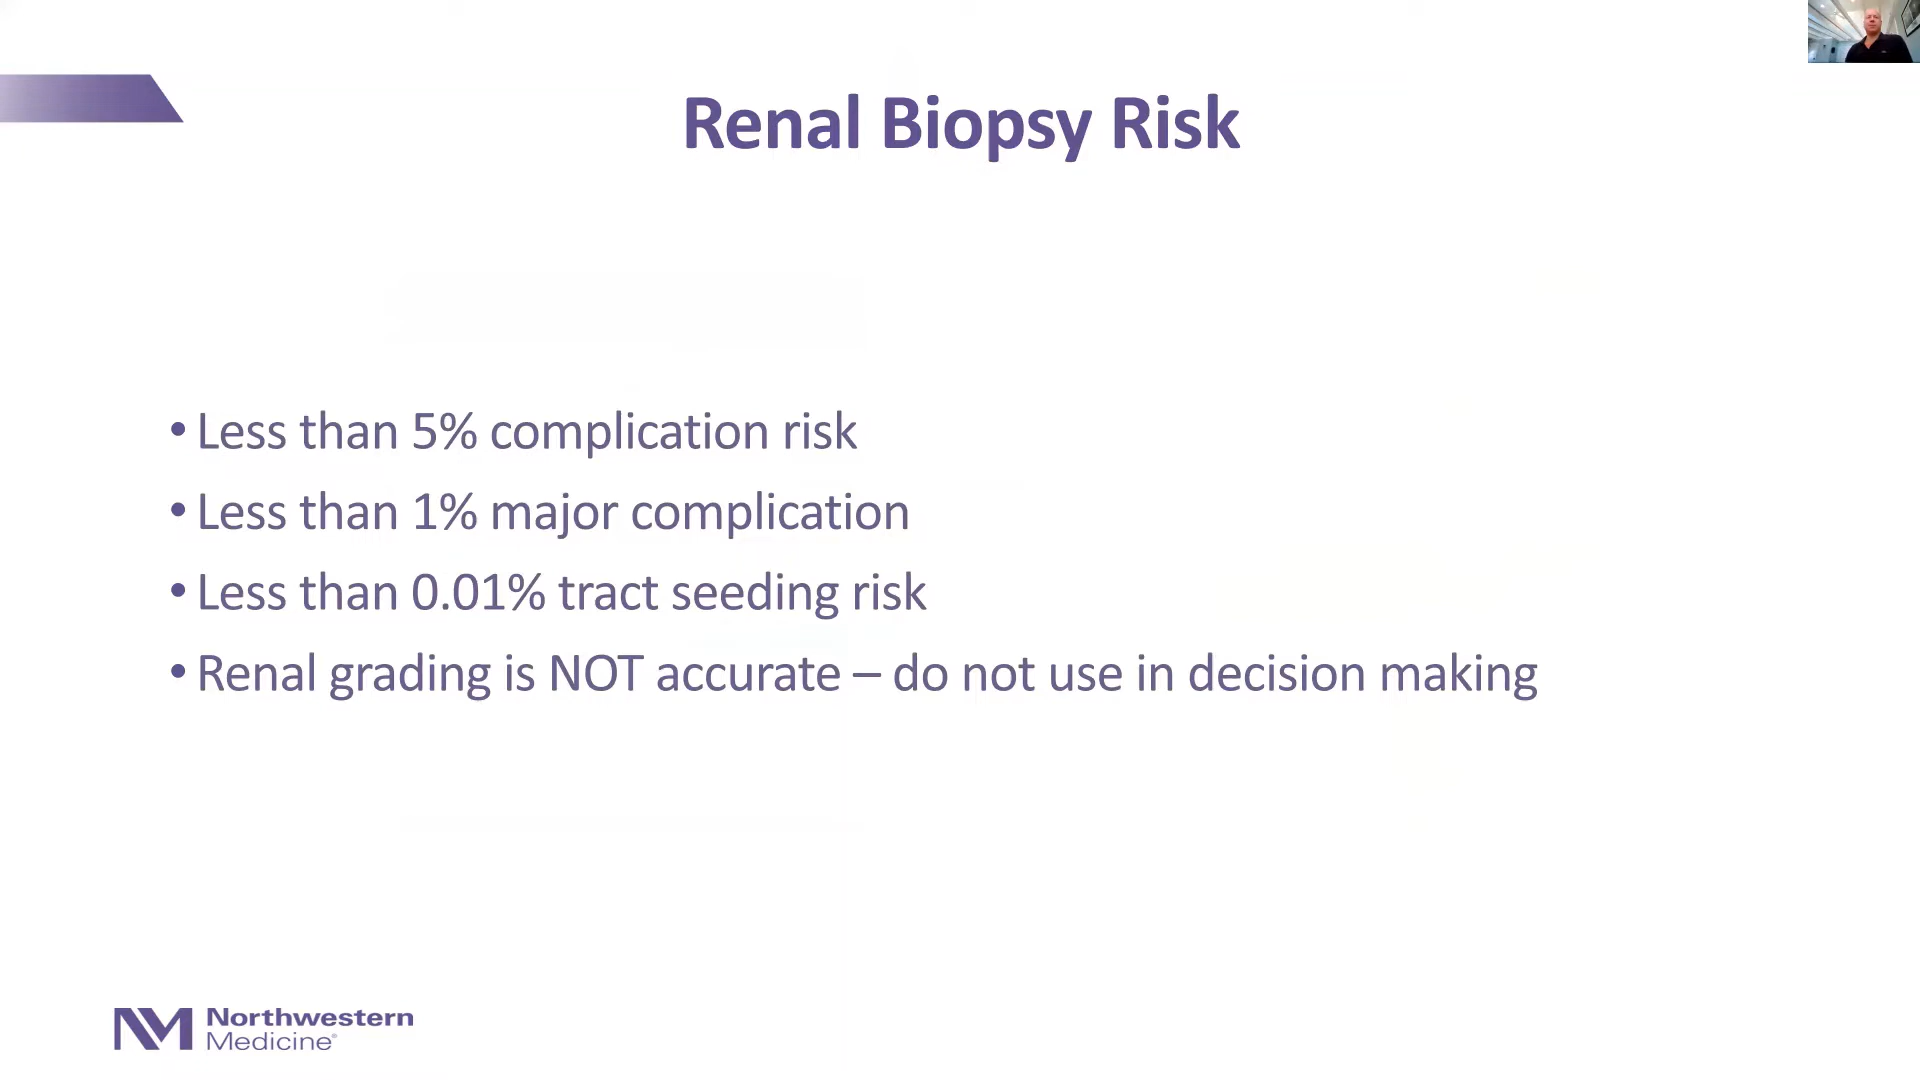 Renal Biopsy Risk
• Less than 5% complication risk
• Less than 1% major complication
• Less than 0.01% tract seeding risk
• Renal grading is NOT accurate – do not use in decision making
NM Northwestern
Medicine®